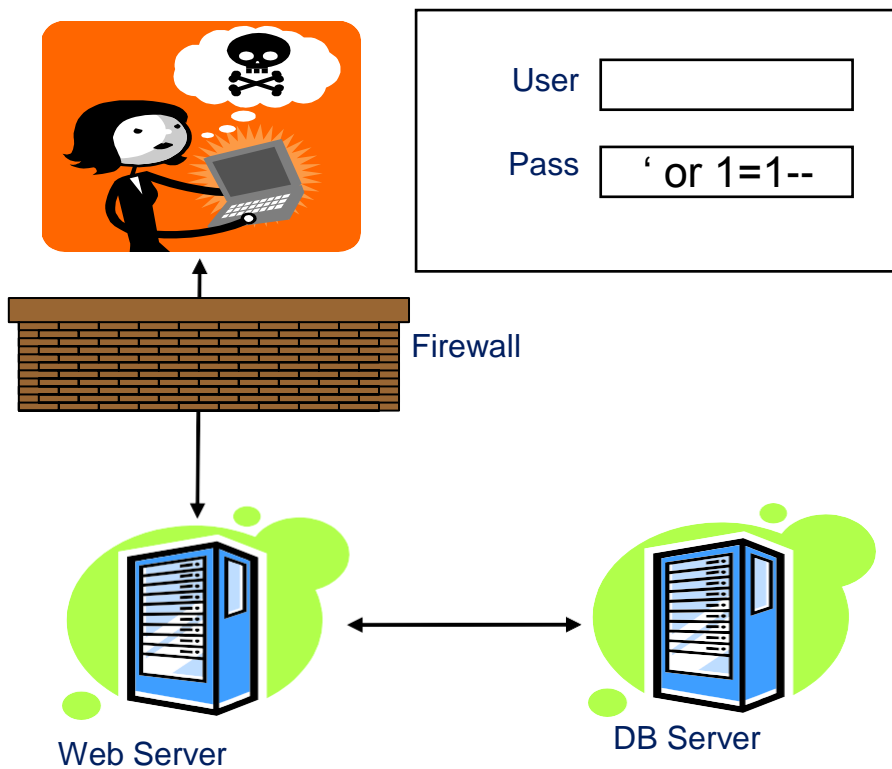 User
Pass
‘ or 1=1--
Firewall
Web Server
DB Server